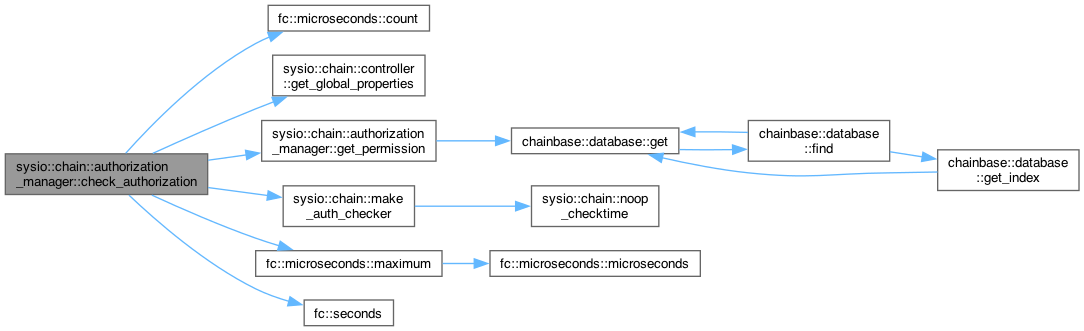 sysio::chain::authorization
_manager::check_authorization
fc::microseconds::count
sysio::chain::controller
::get_global_properties
sysio::chain::authorization
_manager::get_permission
chainbase::database::get
chainbase::database
::find
chainbase::database
::get_index
sysio::chain::make
_auth_checker
sysio::chain::noop
_checktime
fc::microseconds::maximum
fc::microseconds::microseconds
fc::seconds